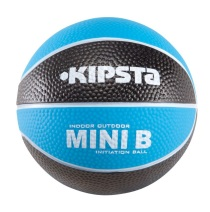 KIPSTA
INDOOR OUTDOOR
MINI B
INITIATION BALL